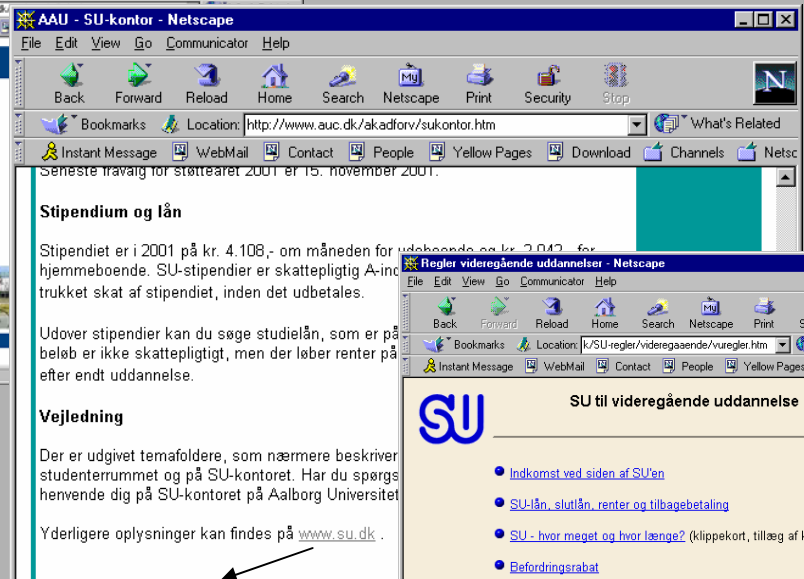 AAU - SU-kontor - Netscape
File Edit View Go Communicator Help
Back Forward Reload Home Search Netscape Print Security Stop
Bookmarks Location: http://www.auc.dk/akadforv/sukontor.htm What's Related
Instant Message WebMail Contact People Yellow Pages Download Channels Netsc
Seneste fravalg for støtteåret 2001 er 15. november 2001.
Stipendium og lån
Stipendiet er i 2001 på kr. 4.108,- om måneden for udeboende og kr. 2.042,- for
hjemmeboende. SU-stipendier er skattepligtig A-ind
trukket skat af stipendiet, inden det udbetales.
Udover stipendier kan du søge studielån, som er på
beløb er ikke skattepligtigt, men der løber renter på
efter endt uddannelse.
Vejledning
Der er udgivet temafoldere, som nærmere beskriver
studenterrummet og på SU-kontoret. Har du spørgs
henvende dig på SU-kontoret på Aalborg Universitet
Yderligere oplysninger kan findes på www.su.dk .
Regler videregående uddannelser - Netscape
File Edit View Go Communicator Help
Back Forward Reload Home Search Netscape Print S
Bookmarks Location: k/SU-regler/videregaaende/vuregler.htm
Instant Message WebMail Contact People Yellow Pages
SU
SU til videregående uddannelse
Indkomst ved siden af SU'en
SU-lån, slutlån, renter og tilbagebetaling
SU - hvor meget og hvor længe? (klippekort, tillæg af k
Befordringsrabat